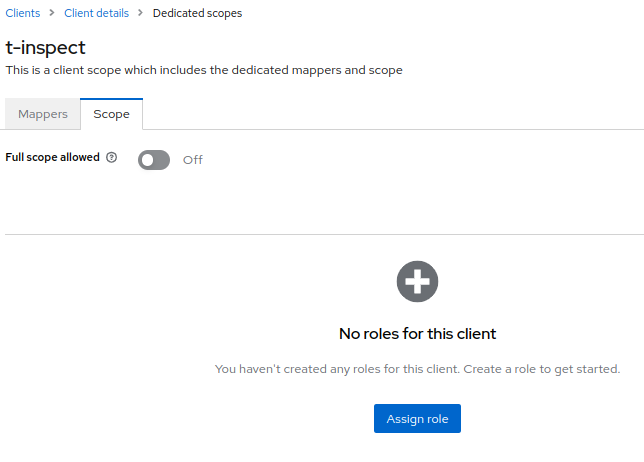 Clients > Client details > Dedicated scopes
t-inspect
This is a client scope which includes the dedicated mappers and scope
Mappers Scope
Full scope allowed ? Off
No roles for this client
You haven't created any roles for this client. Create a role to get started.
Assign role